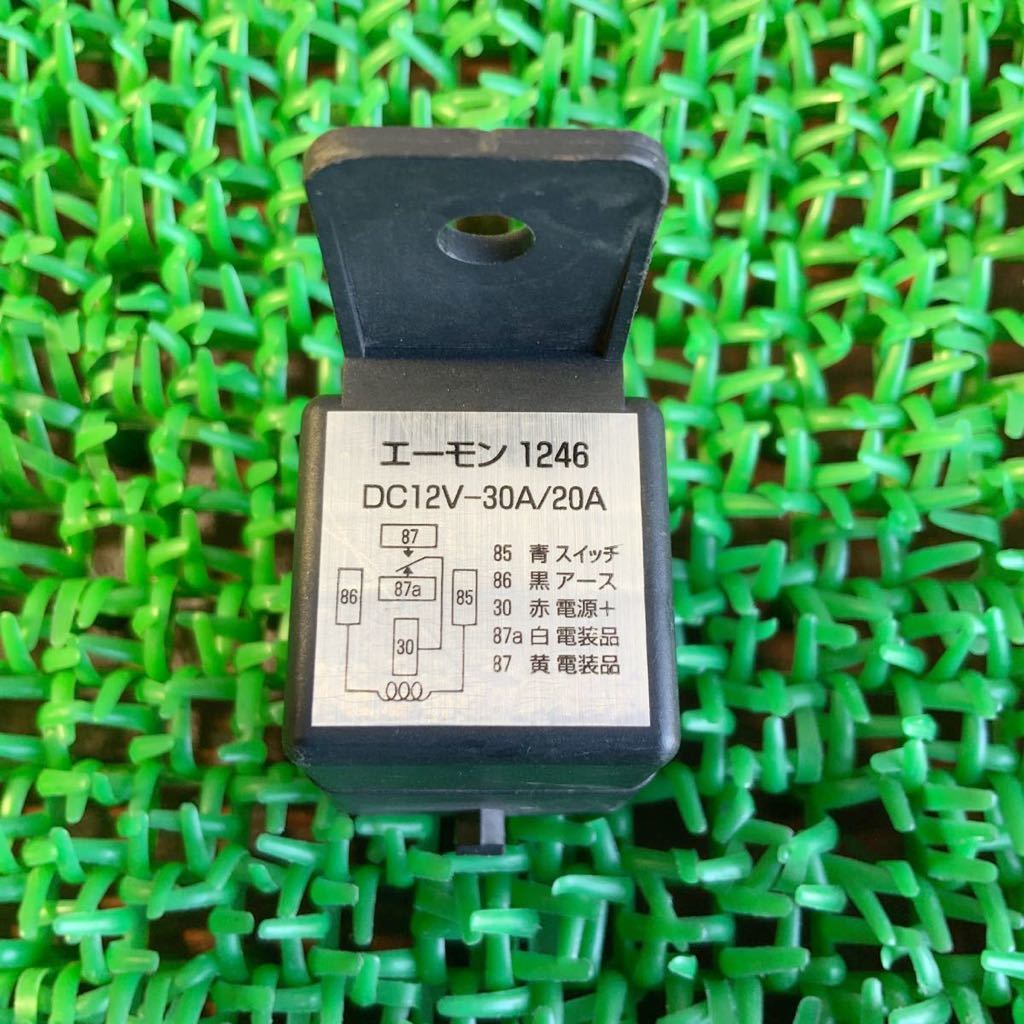 エーモン 1246
DC12V-30A/20A
87
87a
86
85
30
85 青 スイッチ
86 黒 アース
30 赤 電源+
87a 白 電装品
87 黄 電装品